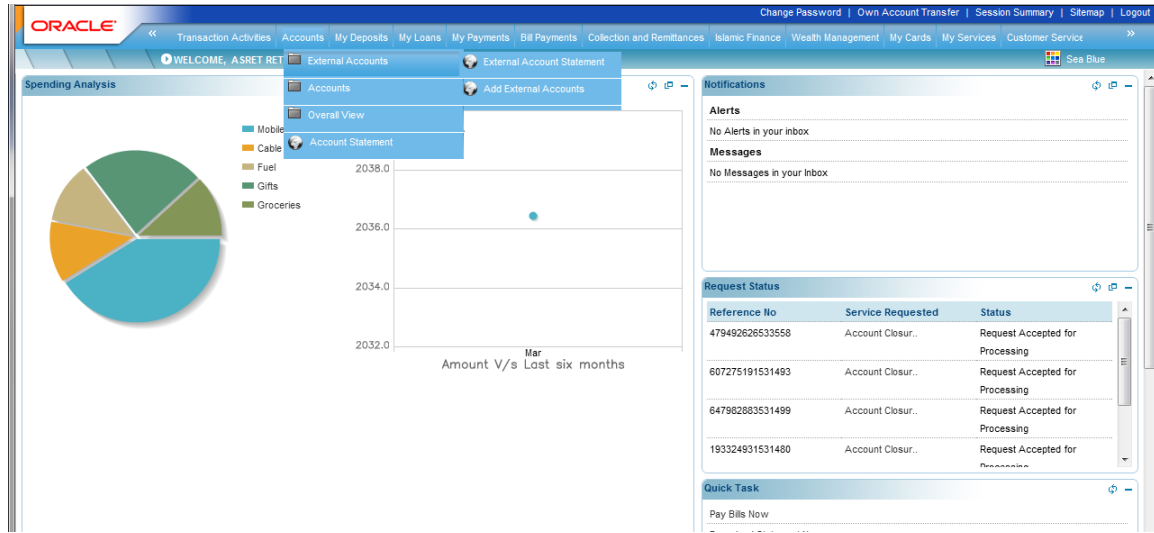 Change Password | Own Account Transfer | Session Summary | Sitemap | Logout
ORACLE
« Transaction Activities Accounts My Deposits My Loans My Payments Bill Payments Collection and Remittances Islamic Finance Wealth Management My Cards My Services Customer Service »
WELCOME, ASRET RET
Sea Blue
External Accounts
Accounts
Overall View
Account Statement
External Account Statement
Add External Accounts
Spending Analysis
Mobile
Cable
Fuel
Gifts
Groceries
2038.0
2036.0
2034.0
2032.0
Mar
Amount V/s Last six months
Notifications
Alerts
No Alerts in your inbox
Messages
No Messages in your Inbox
Request Status
Reference No Service Requested Status
479492626533558 Account Closur.. Request Accepted for
Processing
607275191531493 Account Closur.. Request Accepted for
Processing
647982883531499 Account Closur.. Request Accepted for
Processing
193324931531480 Account Closur.. Request Accepted for
Quick Task
Pay Bills Now